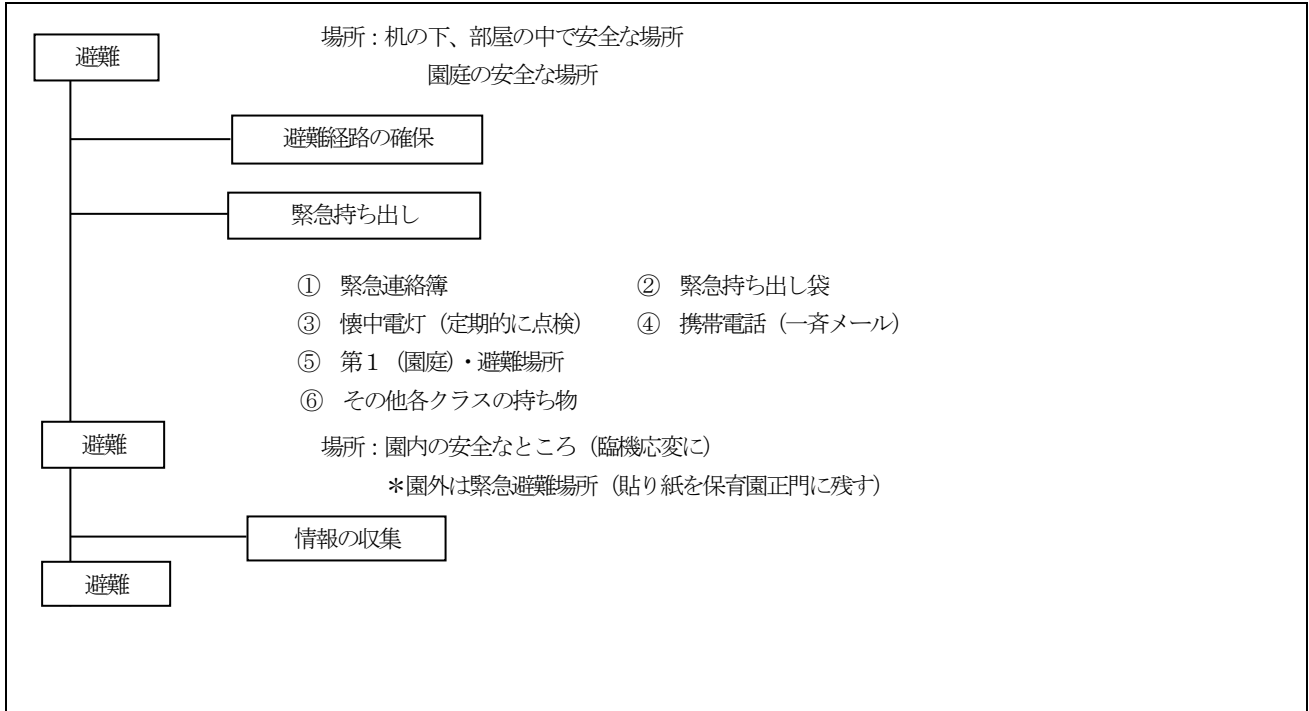 避難
場所：机の下、部屋の中で安全な場所
園庭の安全な場所
避難経路の確保
緊急持ち出し
① 緊急連絡簿 ② 緊急持ち出し袋
③ 懐中電灯（定期的に点検） ④ 携帯電話（一斉メール）
⑤ 第１（園庭）・避難場所
⑥ その他各クラスの持ち物
避難
場所：園内の安全なところ（臨機応変に）
＊園外は緊急避難場所（貼り紙を保育園正門に残す）
情報の収集
避難